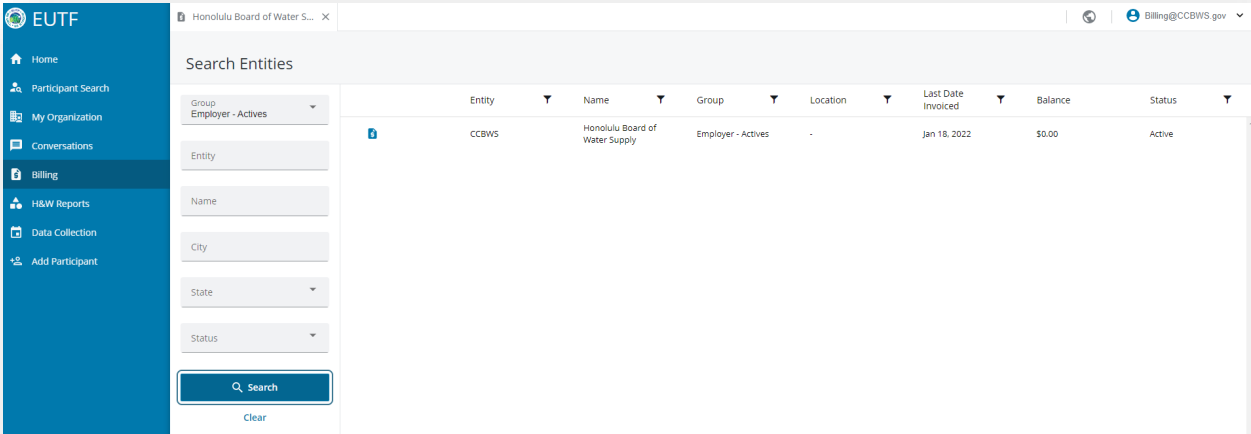 EUTF
Honolulu Board of Water S...
Billing@CCBWS.gov
Home
Participant Search
My Organization
Conversations
Billing
H&W Reports
Data Collection
Add Participant
Search Entities
Group
Employer - Actives
Entity
Name
City
State
Status
Search
Clear
Entity Name Group Location Last Date Invoiced Balance Status
CCBWS Honolulu Board of Water Supply Employer - Actives - Jan 18, 2022 $0.00 Active